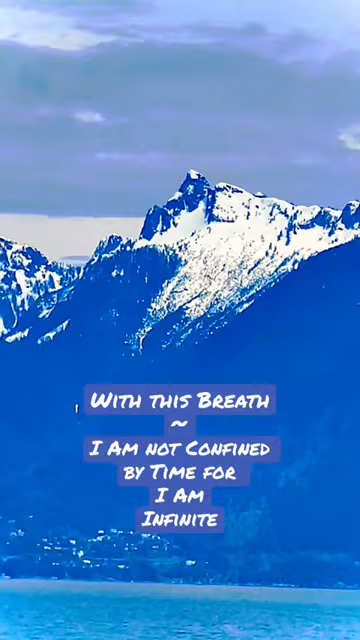 With this Breath
~
I Am not Confined
by Time for
I Am
Infinite